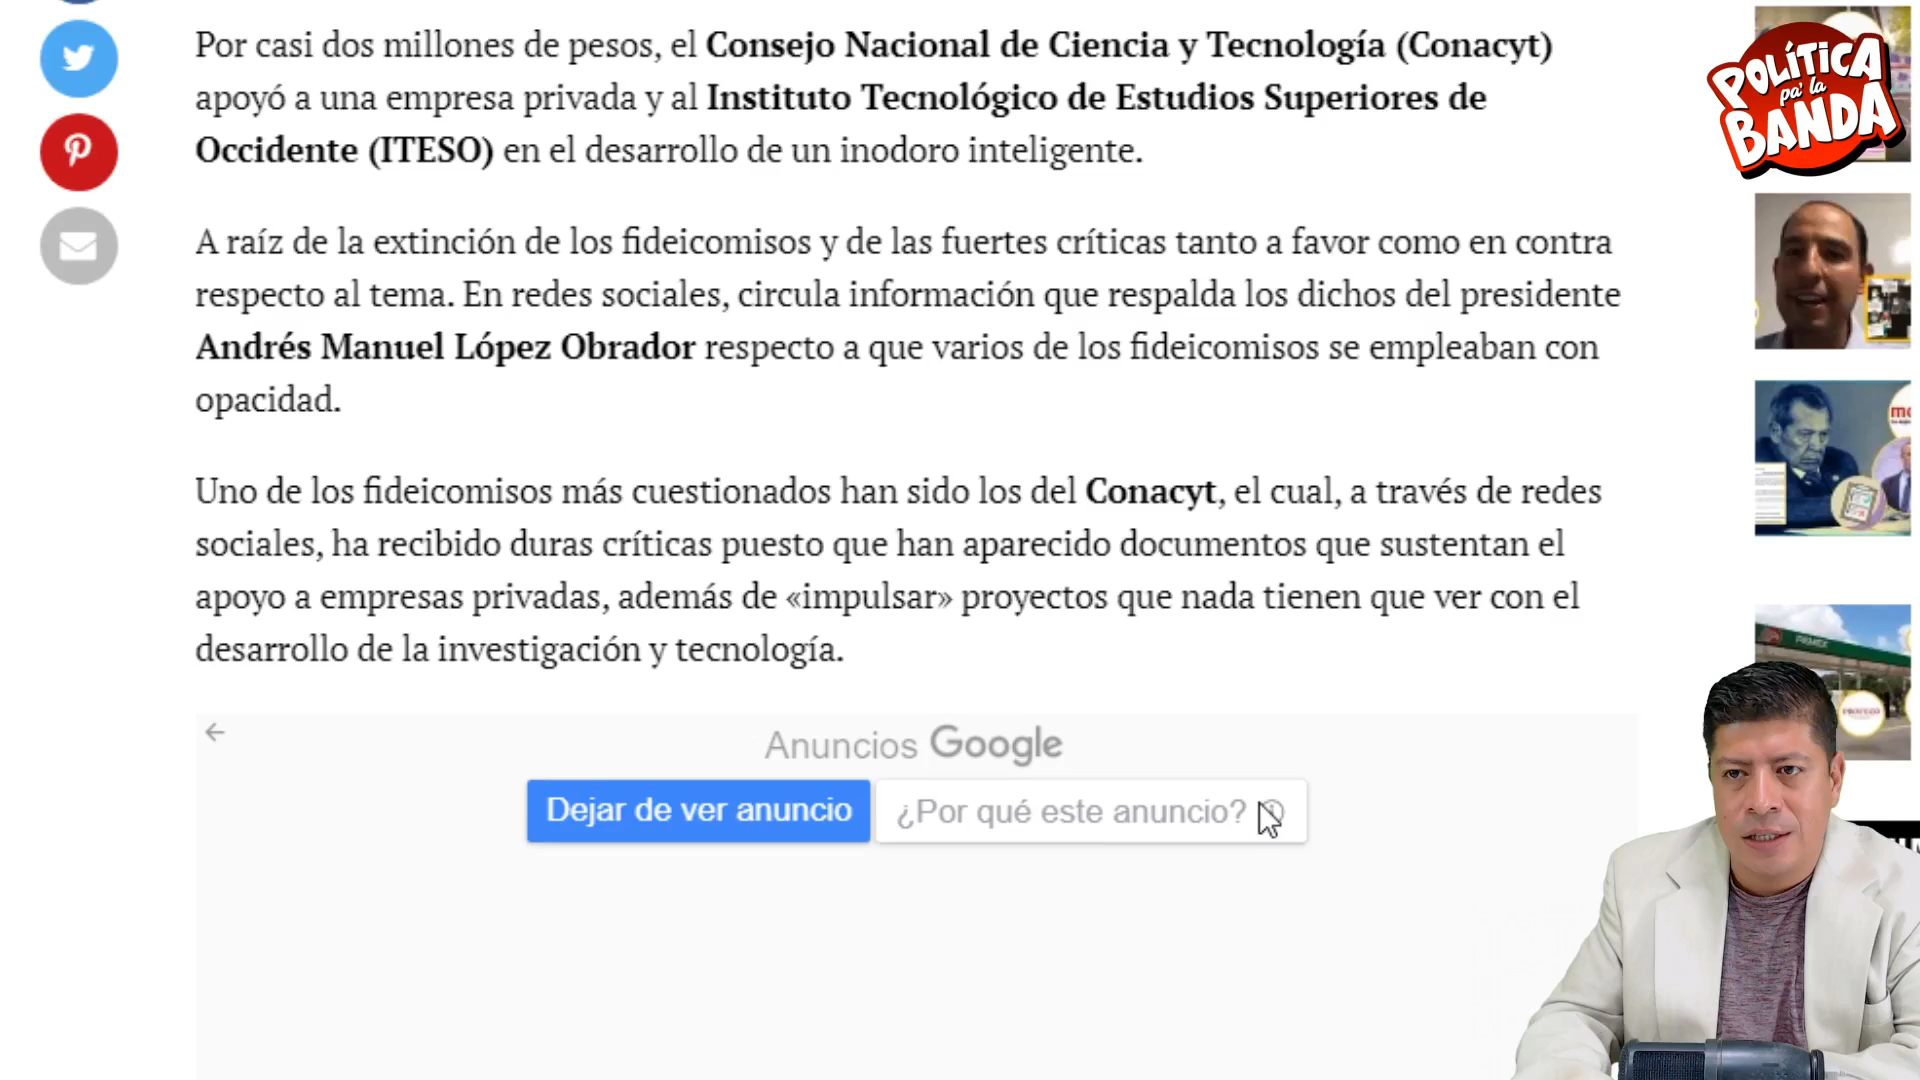 Por casi dos millones de pesos, el Consejo Nacional de Ciencia y Tecnología (Conacyt)
apoyó a una empresa privada y al Instituto Tecnológico de Estudios Superiores de
Occidente (ITESO) en el desarrollo de un inodoro inteligente.
A raíz de la extinción de los fideicomisos y de las fuertes críticas tanto a favor como en contra
respecto al tema. En redes sociales, circula información que respalda los dichos del presidente
Andrés Manuel López Obrador respecto a que varios de los fideicomisos se empleaban con
opacidad.
Uno de los fideicomisos más cuestionados han sido los del Conacyt, el cual, a través de redes
sociales, ha recibido duras críticas puesto que han aparecido documentos que sustentan el
apoyo a empresas privadas, además de «impulsar» proyectos que nada tienen que ver con el
desarrollo de la investigación y tecnología.
Anuncios Google
Dejar de ver anuncio
¿Por qué este anuncio?
POLÍTICA
pa' la
BANDA
PEMEX